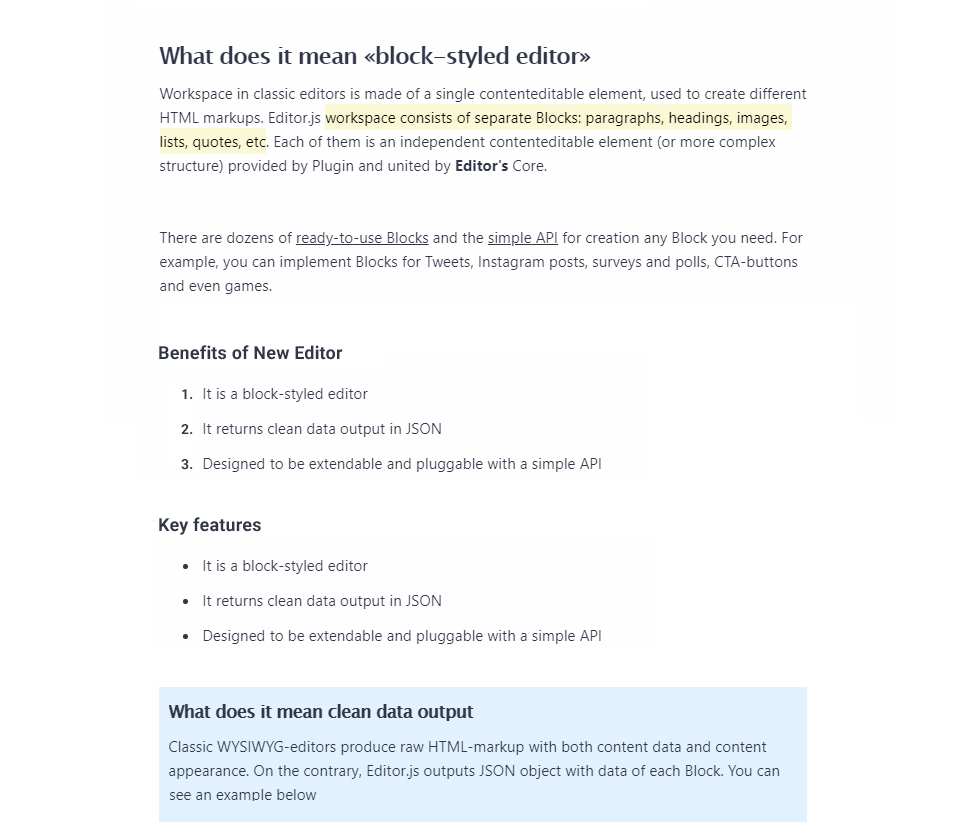 What does it mean «block–styled editor»
Workspace in classic editors is made of a single contenteditable element, used to create different
HTML markups. Editor.js workspace consists of separate Blocks: paragraphs, headings, images,
lists, quotes, etc. Each of them is an independent contenteditable element (or more complex
structure) provided by Plugin and united by Editor's Core.
There are dozens of ready-to-use Blocks and the simple API for creation any Block you need. For
example, you can implement Blocks for Tweets, Instagram posts, surveys and polls, CTA-buttons
and even games.
Benefits of New Editor
1. It is a block-styled editor
2. It returns clean data output in JSON
3. Designed to be extendable and pluggable with a simple API
Key features
• It is a block-styled editor
• It returns clean data output in JSON
• Designed to be extendable and pluggable with a simple API
What does it mean clean data output
Classic WYSIWYG-editors produce raw HTML-markup with both content data and content
appearance. On the contrary, Editor.js outputs JSON object with data of each Block. You can
see an example below